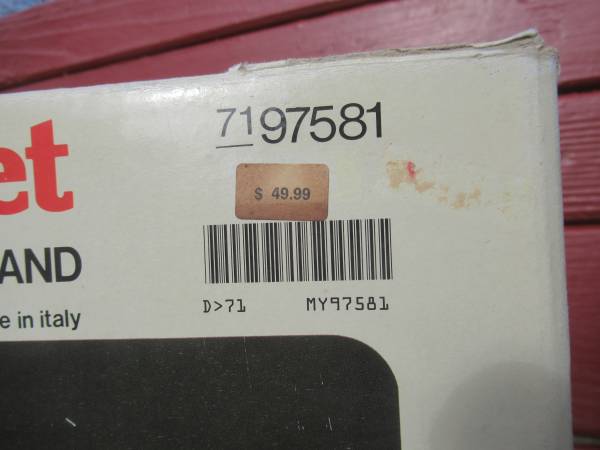 7197581
et
$ 49.99
AND
D>71 MY97581
e in italy